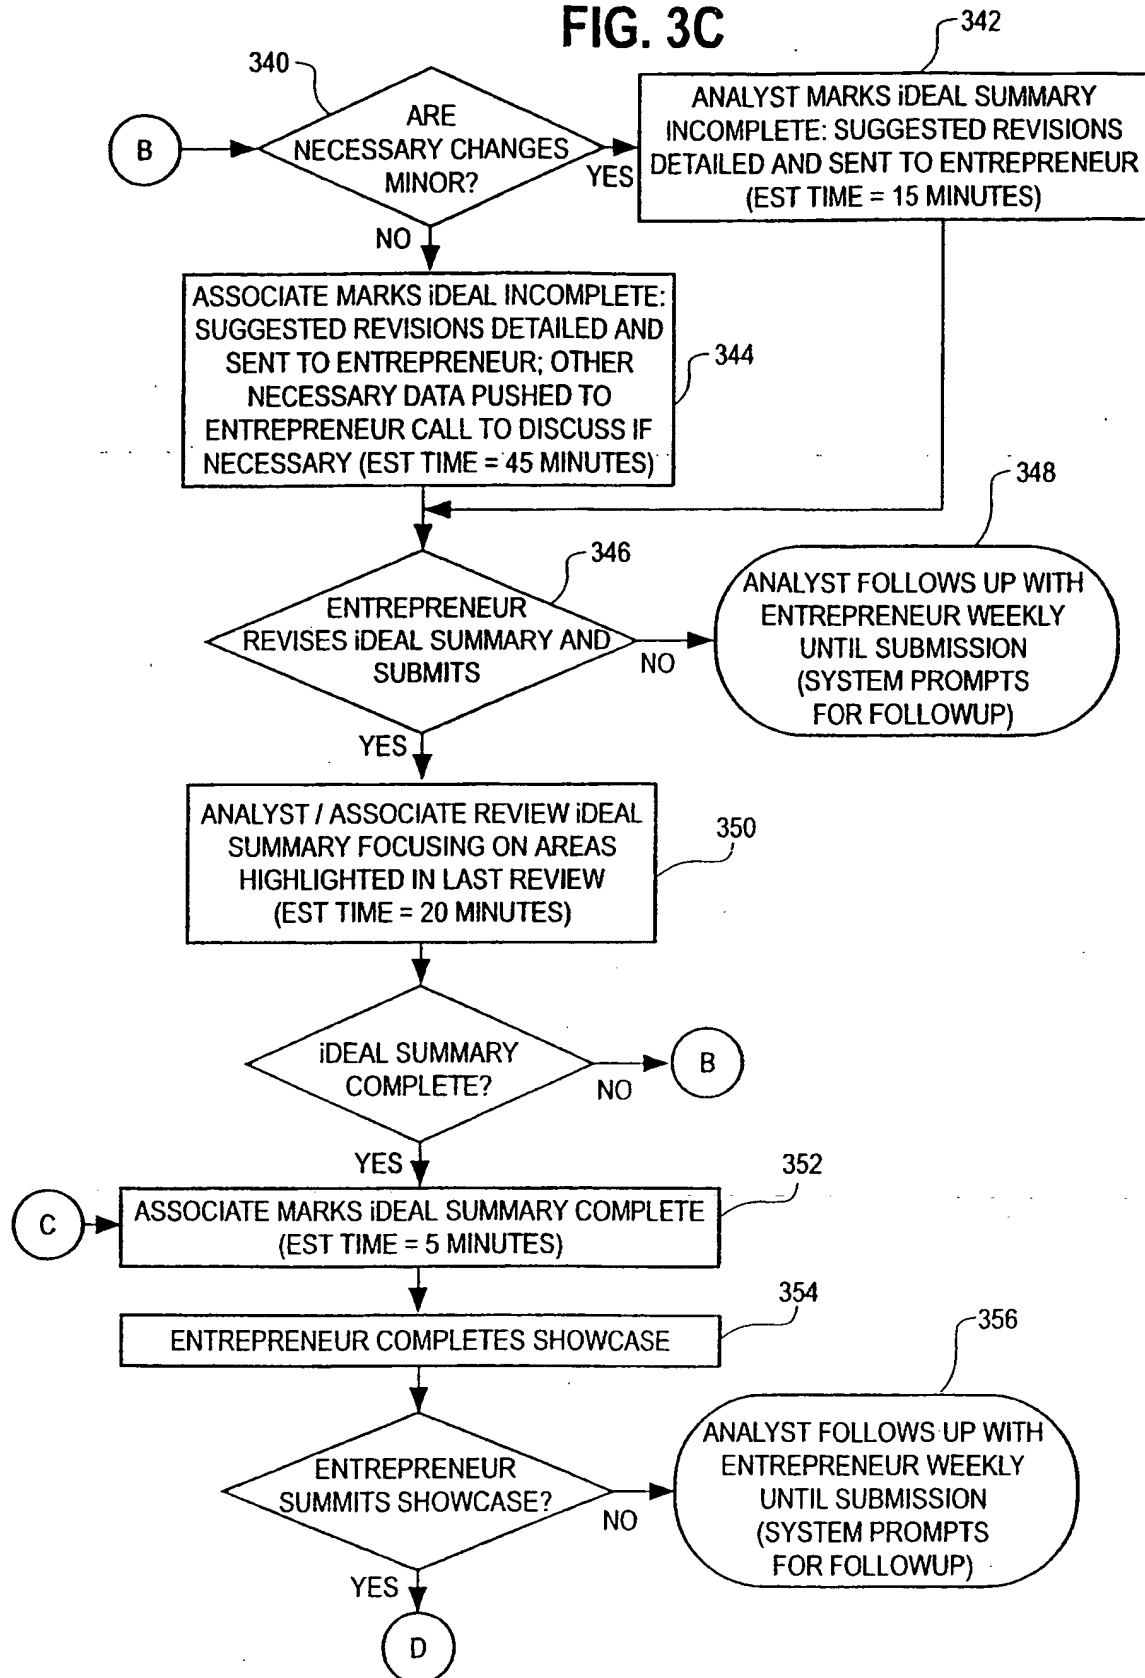 FIG. 3C
342
340
ANALYST MARKS iDEAL SUMMARY
INCOMPLETE: SUGGESTED REVISIONS
DETAILED AND SENT TO ENTREPRENEUR
(EST TIME = 15 MINUTES)
B
ARE
NECESSARY CHANGES
MINOR?
YES
NO
ASSOCIATE MARKS iDEAL INCOMPLETE:
SUGGESTED REVISIONS DETAILED AND
SENT TO ENTREPRENEUR; OTHER
NECESSARY DATA PUSHED TO
ENTREPRENEUR CALL TO DISCUSS IF
NECESSARY (EST TIME = 45 MINUTES)
344
348
346
ENTREPRENEUR
REVISES iDEAL SUMMARY AND
SUBMITS
NO
ANALYST FOLLOWS UP WITH
ENTREPRENEUR WEEKLY
UNTIL SUBMISSION
(SYSTEM PROMPTS
FOR FOLLOWUP)
YES
ANALYST / ASSOCIATE REVIEW iDEAL
SUMMARY FOCUSING ON AREAS
HIGHLIGHTED IN LAST REVIEW
(EST TIME = 20 MINUTES)
350
iDEAL SUMMARY
COMPLETE?
NO
B
YES
352
C
ASSOCIATE MARKS iDEAL SUMMARY COMPLETE
(EST TIME = 5 MINUTES)
354
ENTREPRENEUR COMPLETES SHOWCASE
356
ENTREPRENEUR
SUMMITS SHOWCASE?
NO
ANALYST FOLLOWS UP WITH
ENTREPRENEUR WEEKLY
UNTIL SUBMISSION
(SYSTEM PROMPTS
FOR FOLLOWUP)
YES
D